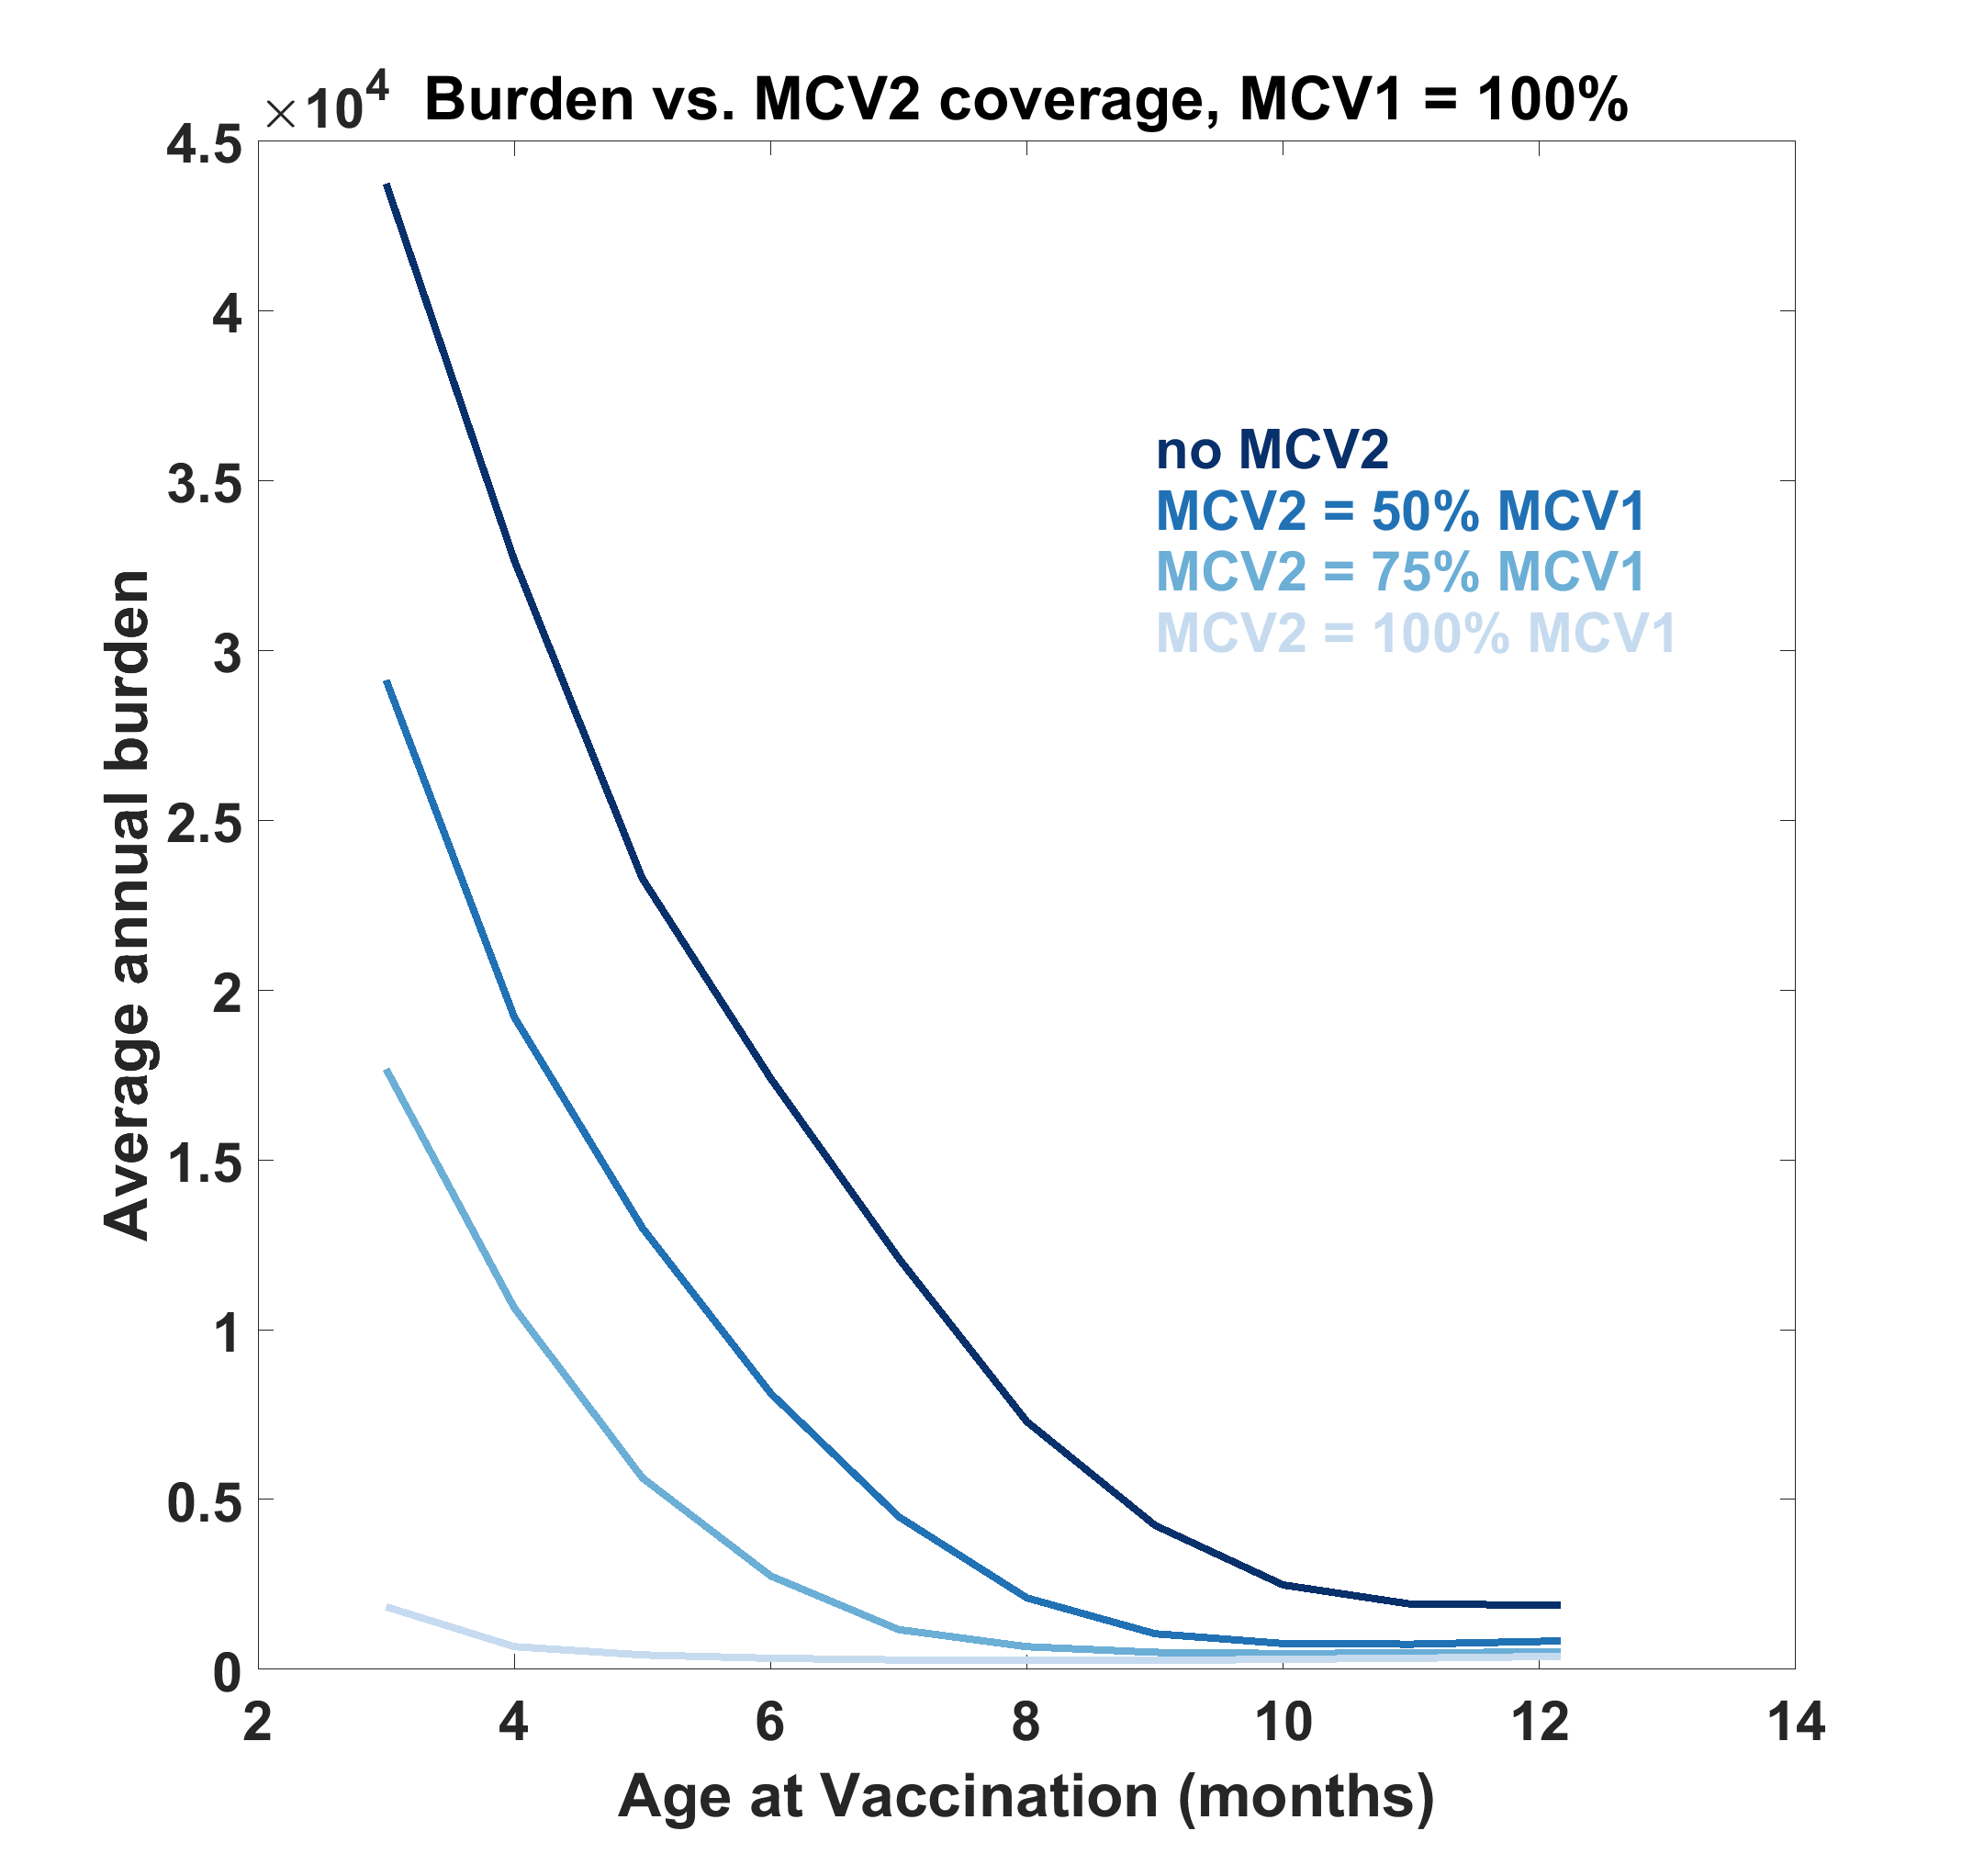 ×10⁴ Burden vs. MCV2 coverage, MCV1 = 100%
4.5
4
3.5
3
2.5
2
1.5
1
0.5
0
Average annual burden
no MCV2
MCV2 = 50% MCV1
MCV2 = 75% MCV1
MCV2 = 100% MCV1
2 4 6 8 10 12 14
Age at Vaccination (months)